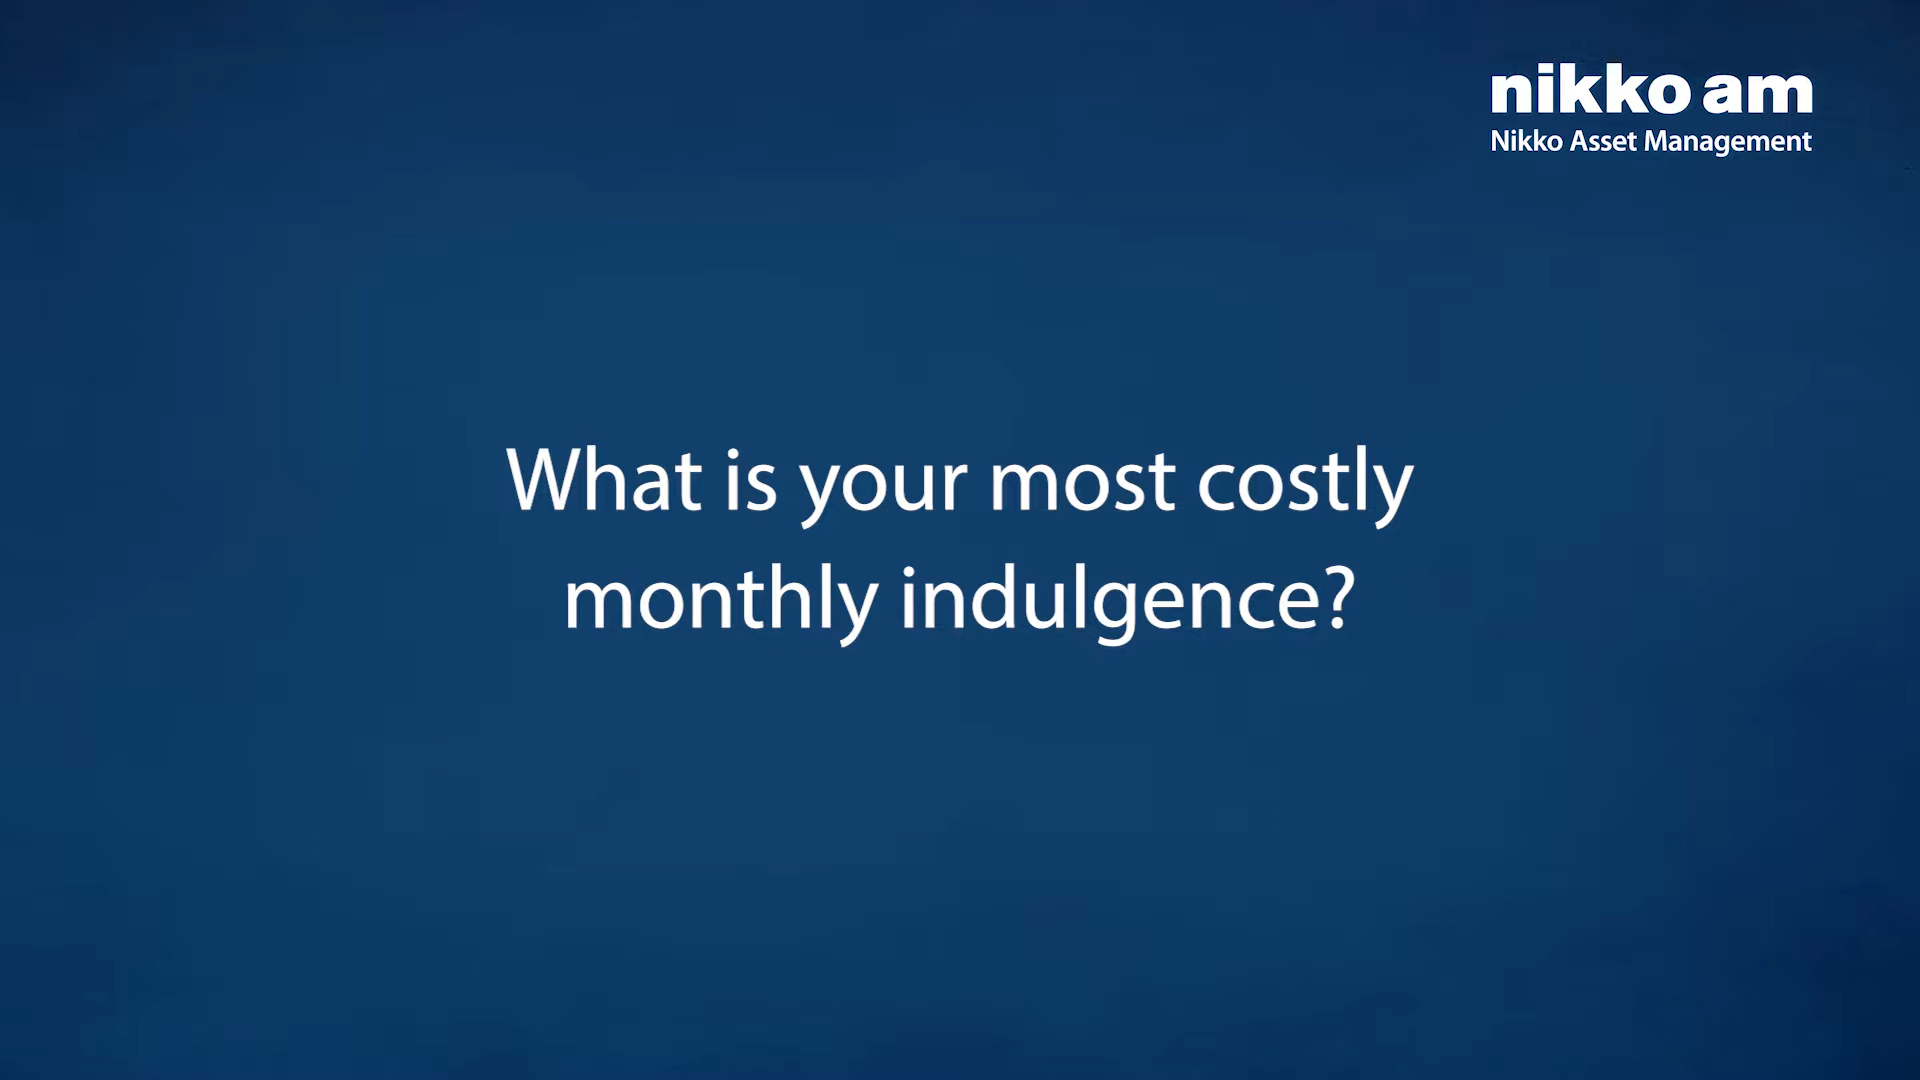 nikko am
Nikko Asset Management
What is your most costly
monthly indulgence?